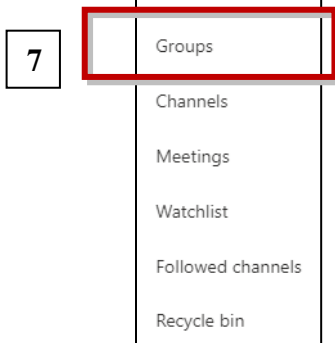 7
Groups
Channels
Meetings
Watchlist
Followed channels
Recycle bin